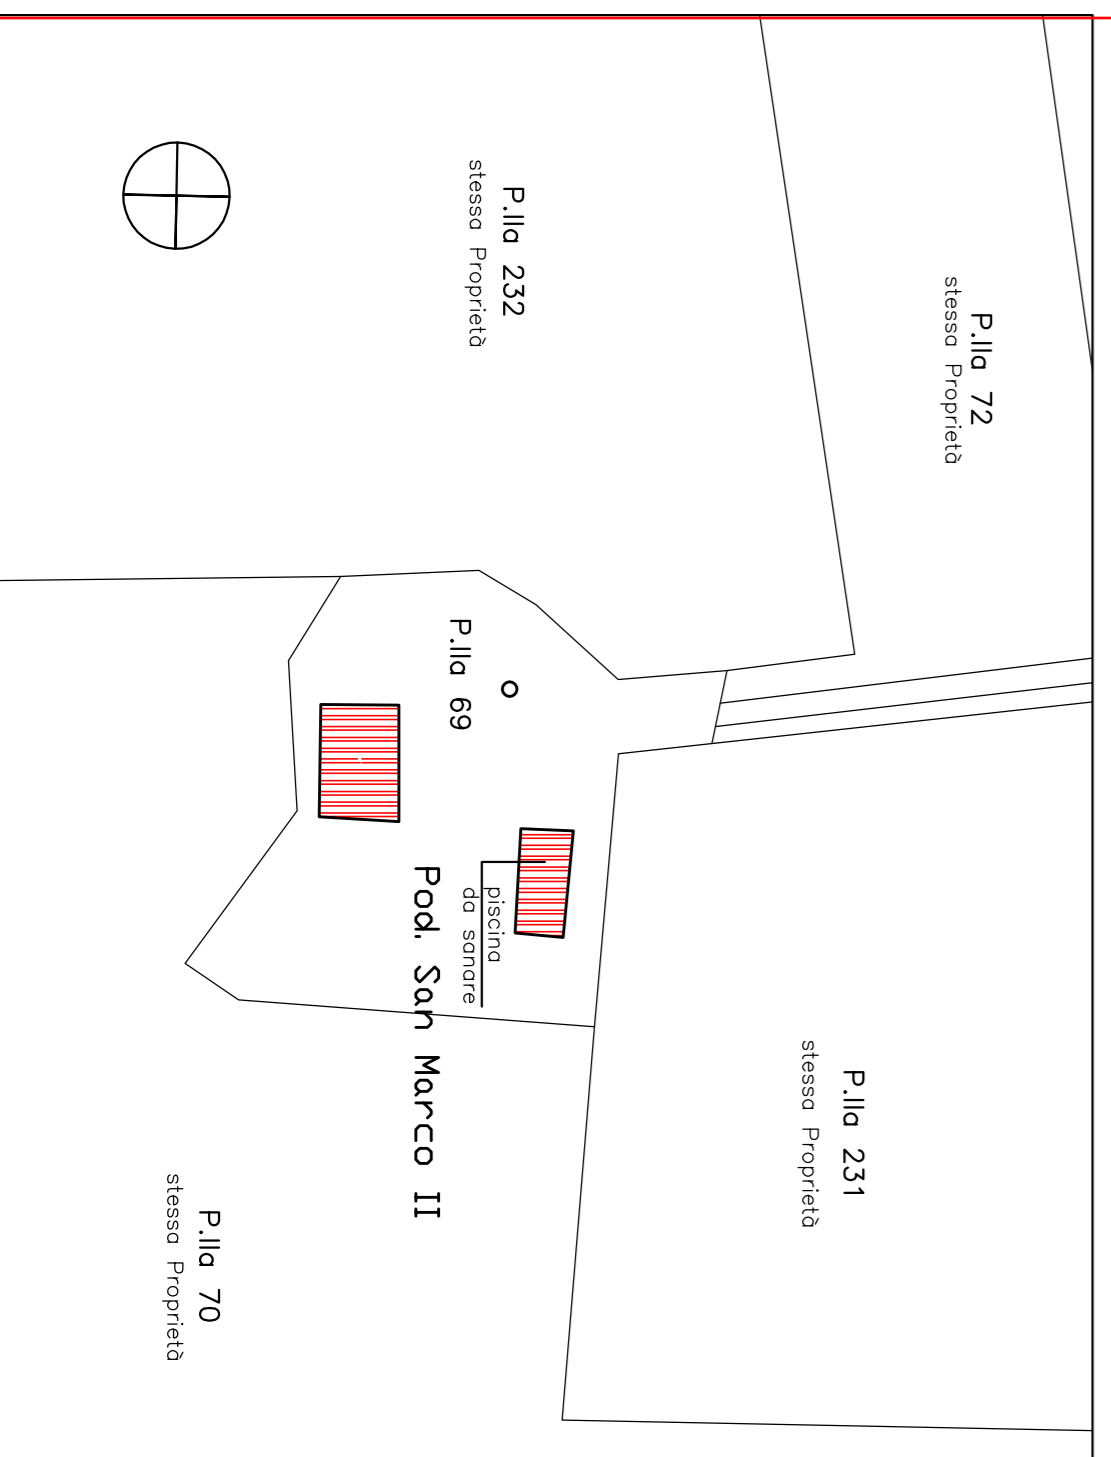 P.lla 72
stessa Proprietà
P.lla 232
stessa Proprietà
P.lla 69
piscina
da sanare
Pod. San Marco II
P.lla 231
stessa Proprietà
P.lla 70
stessa Proprietà